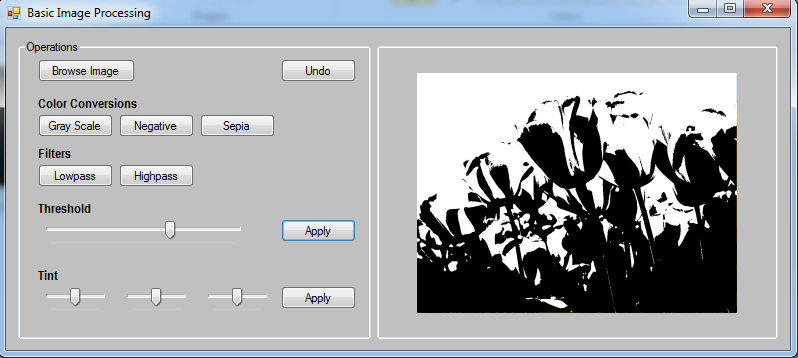 Basic Image Processing
Operations
Browse Image
Undo
Color Conversions
Gray Scale
Negative
Sepia
Filters
Lowpass
Highpass
Threshold
Apply
Tint
Apply